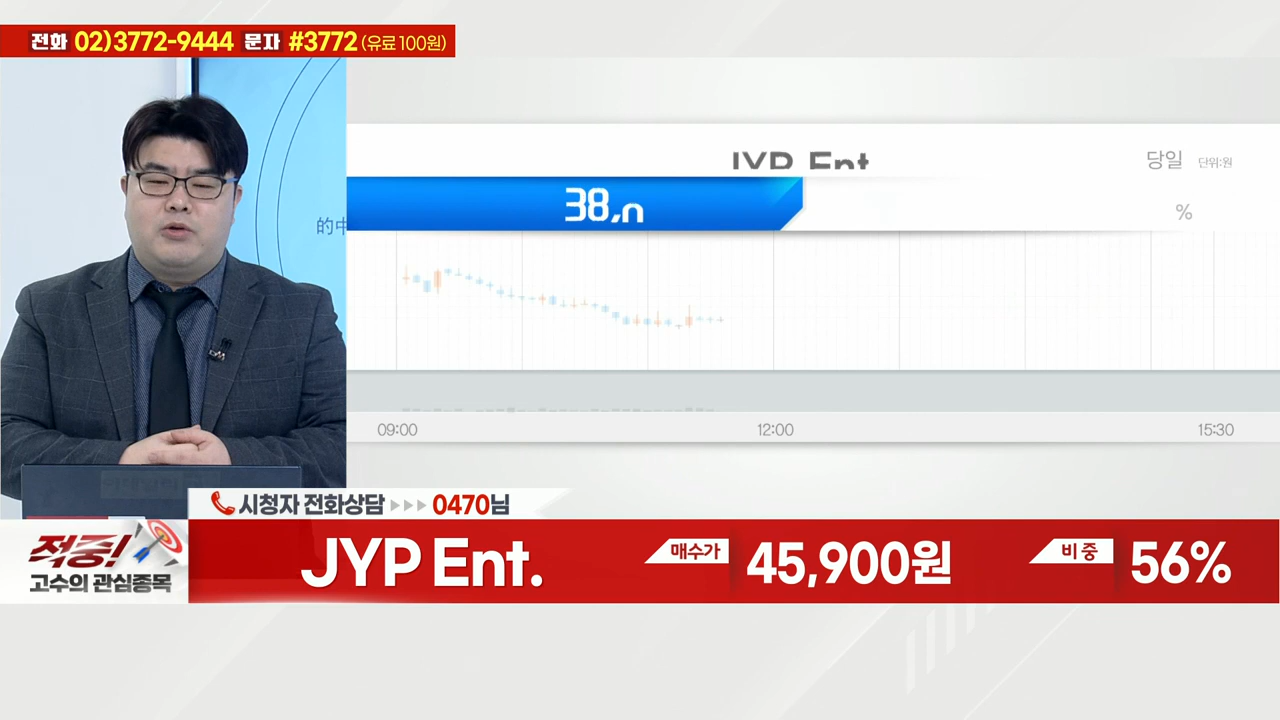 전화 02)3772-9444 문자 #3772 (유료 100원)
당일 단위:원
%
的中
09:00 12:00 15:30
시청자 전화상담 ▶▶▶ 0470님
적중!
고수의 관심종목
JYP Ent. 매수가 45,900원 비중 56%